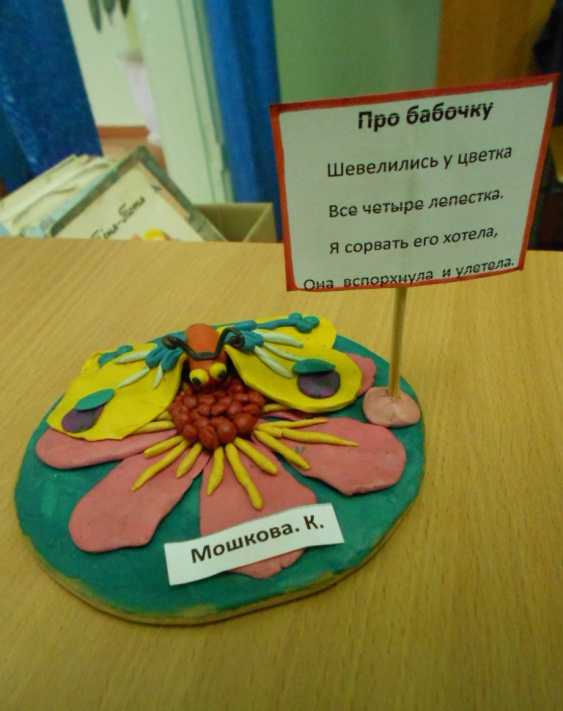 Про бабочку
Шевелились у цветка
Все четыре лепестка.
Я сорвать его хотела,
Она вспорхнула и улетела.
Мошкова. К.